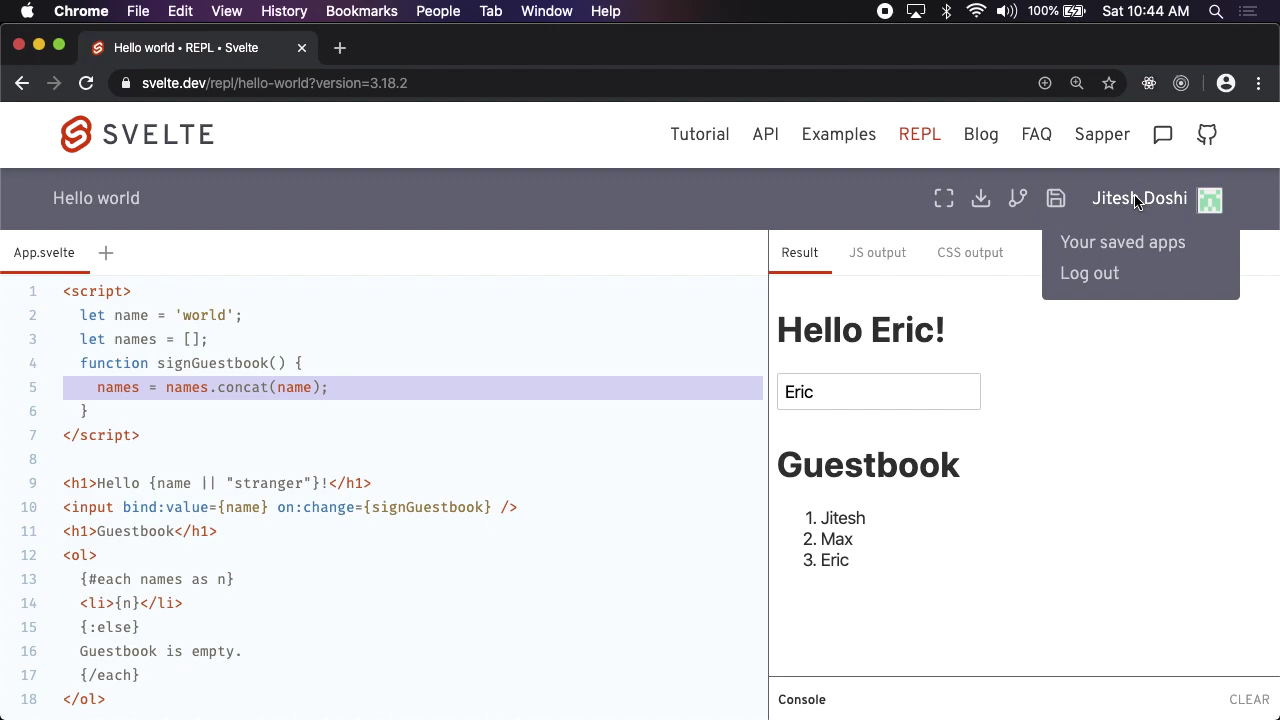 Chrome File Edit View History Bookmarks People Tab Window Help 100% Sat 10:44 AM
Hello world • REPL • Svelte
svelte.dev/repl/hello-world?version=3.18.2
SVELTE Tutorial API Examples REPL Blog FAQ Sapper
Hello world Jitesh Doshi
Your saved apps
Log out
App.svelte
1 <script>
2 let name = 'world';
3 let names = [];
4 function signGuestbook() {
5 names = names.concat(name);
6 }
7 </script>
8
9 <h1>Hello {name || "stranger"}!</h1>
10 <input bind:value={name} on:change={signGuestbook} />
11 <h1>Guestbook</h1>
12 <ol>
13 {#each names as n}
14 <li>{n}</li>
15 {:else}
16 Guestbook is empty.
17 {/each}
18 </ol>
Result JS output CSS output
Hello Eric!
Eric
Guestbook
1. Jitesh
2. Max
3. Eric
Console CLEAR